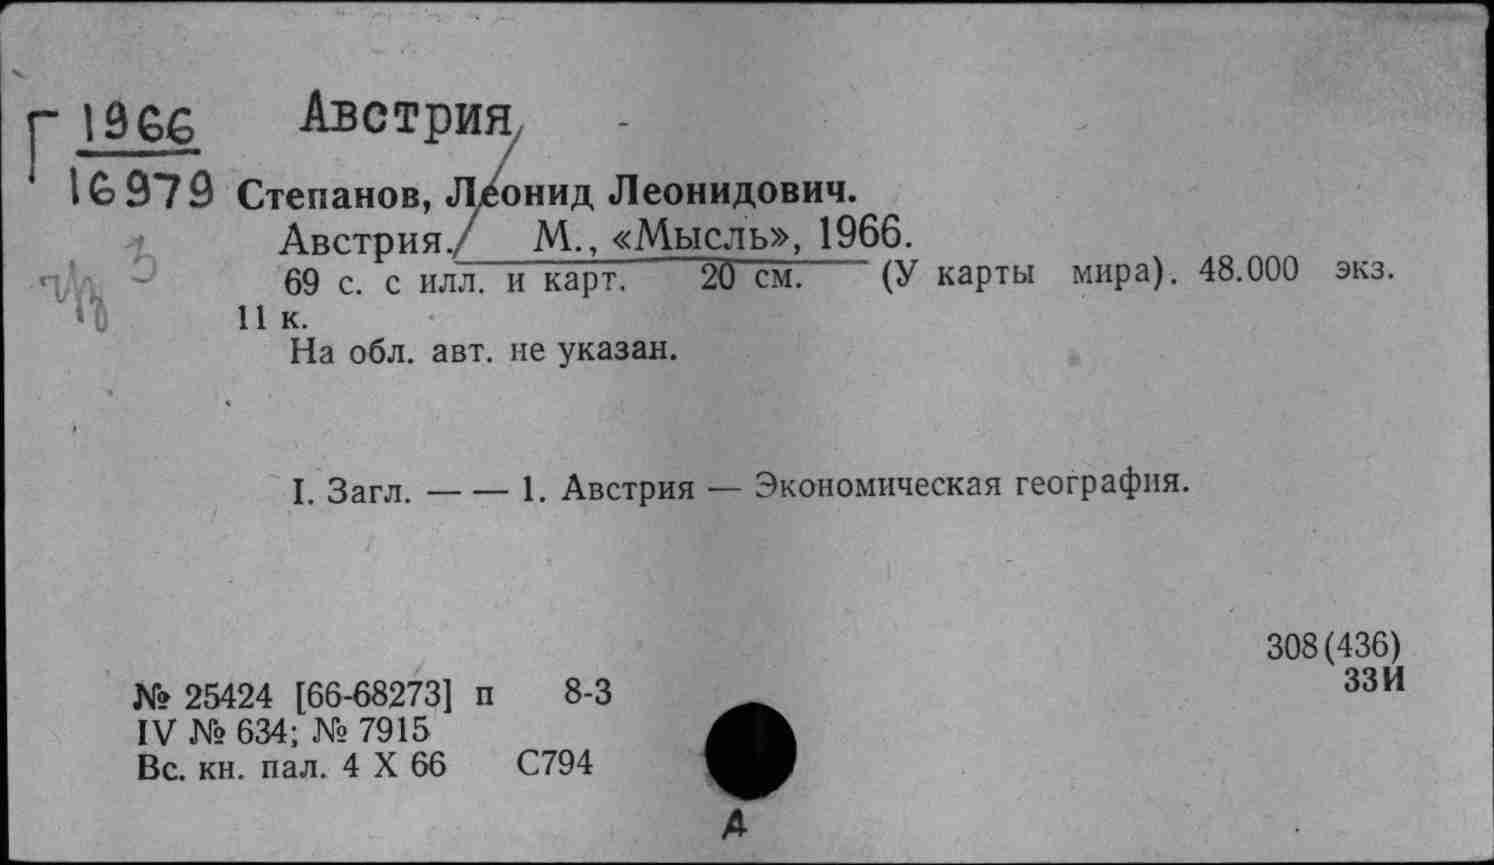 Г 1966 Австрия
16979 Степанов, Леонид Леонидович.
Австрия./ М., «Мысль», 1966.
69 с. с илл. и карт. 20 см. (У карты мира). 48.000 экз.
11 к.
На обл. авт. не указан.
I. Загл. — — 1. Австрия — Экономическая география.
308(436)
33И
№ 25424 [66-68273] п 8-3
IV № 634; № 7915
Вс. кн. пал. 4 X 66 С794
А